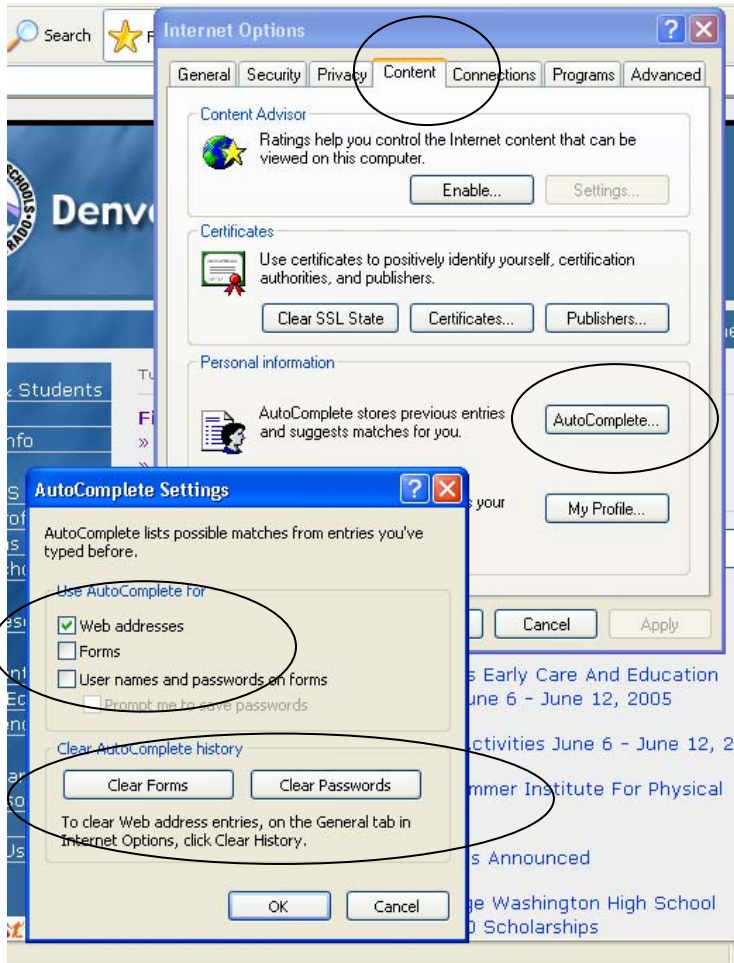 Search
Internet Options
General Security Privacy Content Connections Programs Advanced
Content Advisor
Ratings help you control the Internet content that can be
viewed on this computer.
Enable... Settings...
Certificates
Use certificates to positively identify yourself, certification
authorities, and publishers.
Clear SSL State Certificates... Publishers...
Personal information
AutoComplete stores previous entries
and suggests matches for you.
AutoComplete...
your
My Profile...
Cancel Apply
SCHOOLS
Denv
Students
AutoComplete Settings
AutoComplete lists possible matches from entries you've
typed before.
Use AutoComplete for
Web addresses
Forms
User names and passwords on forms
Prompt me to save passwords
Clear AutoComplete history
Clear Forms Clear Passwords
To clear Web address entries, on the General tab in
Internet Options, click Clear History.
OK Cancel
s Early Care And Education
une 6 - June 12, 2005
ctivities June 6 - June 12, 2
mmer Institute For Physical
s Announced
ge Washington High School
Scholarships